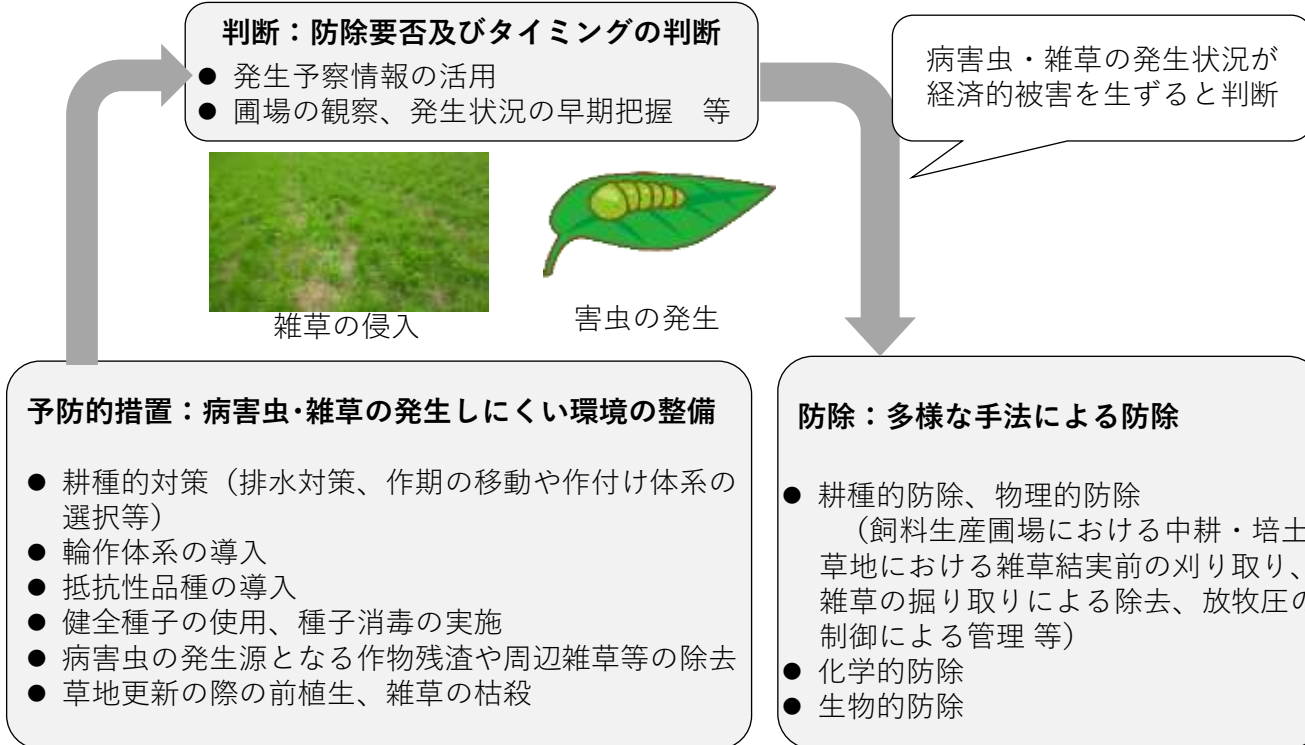 判断：防除要否及びタイミングの判断
● 発生予察情報の活用
● 圃場の観察、発生状況の早期把握　等
病害虫・雑草の発生状況が
経済的被害を生ずると判断
雑草の侵入
害虫の発生
予防的措置：病害虫･雑草の発生しにくい環境の整備
● 耕種的対策（排水対策、作期の移動や作付け体系の
選択等）
● 輪作体系の導入
● 抵抗性品種の導入
● 健全種子の使用、種子消毒の実施
● 病害虫の発生源となる作物残渣や周辺雑草等の除去
● 草地更新の際の前植生、雑草の枯殺
防除：多様な手法による防除
● 耕種的防除、物理的防除
（飼料生産圃場における中耕・培土
草地における雑草結実前の刈り取り、
雑草の掘り取りによる除去、放牧圧の
制御による管理 等）
● 化学的防除
● 生物的防除